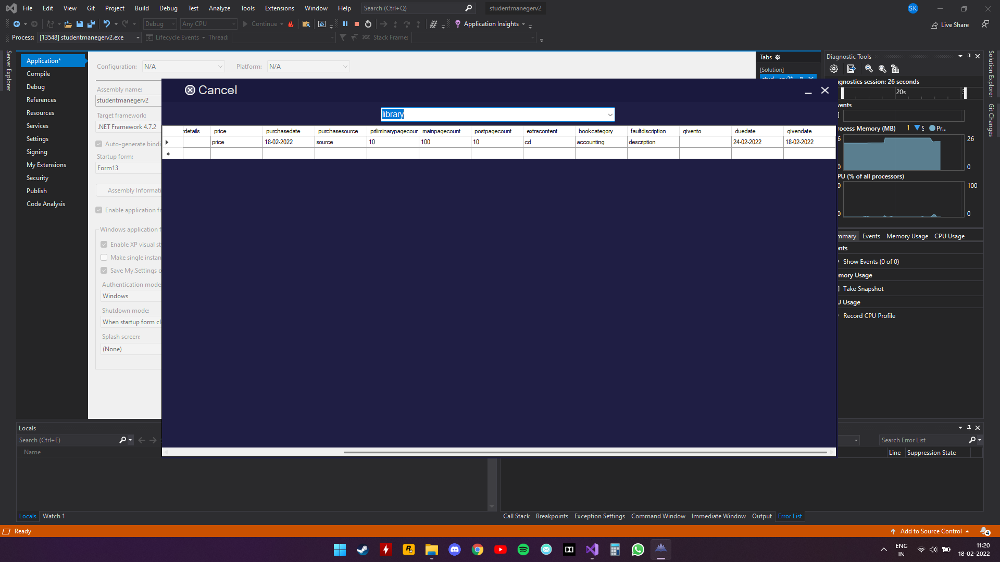 File Edit View Git Project Build Debug Test Analyze Tools Extensions Window Help Search (Ctrl+Q) studentmanegerv2 SK
Debug Any CPU Continue Application Insights Live Share
Process: [13548] studentmanegerv2.exe Lifecycle Events Thread: Stack Frame:
Server Explorer
Application*
Compile
Debug
References
Resources
Services
Settings
Signing
My Extensions
Security
Publish
Code Analysis
Configuration: N/A Platform: N/A
Assembly name:
studentmanegerv2
Target framework:
.NET Framework 4.7.2
Auto-generate bindi
Startup form:
Form13
Assembly Informati
Enable application fr
Windows application f
Enable XP visual st
Make single instan
Save My.Settings o
Authentication mode:
Windows
Shutdown mode:
When startup form cl
Splash screen:
(None)
Cancel
library
rdetails price purchasedate purchasesource priliminarypagecoun mainpagecount postpagecount extracontent bookcategory faultdiscription givento duedate givendate
price 18-02-2022 source 10 100 10 cd accounting description 24-02-2022 18-02-2022
Tabs
[Solution]
Diagnostic Tools
gnostics session: 26 seconds
20s
vents
rocess Memory (MB) S Pr...
6 26
0 0
PU (% of all processors)
0 100
0 0
mmary Events Memory Usage CPU Usage
ents
Show Events (0 of 0)
mory Usage
Take Snapshot
U Usage
Record CPU Profile
Solution Explorer
Git Changes
Locals
Search (Ctrl+E)
Name
Locals Watch 1
Search Error List
Line Suppression State
Call Stack Breakpoints Exception Settings Command Window Immediate Window Output Error List
Ready
Add to Source Control 4
ENG
IN
11:20
18-02-2022